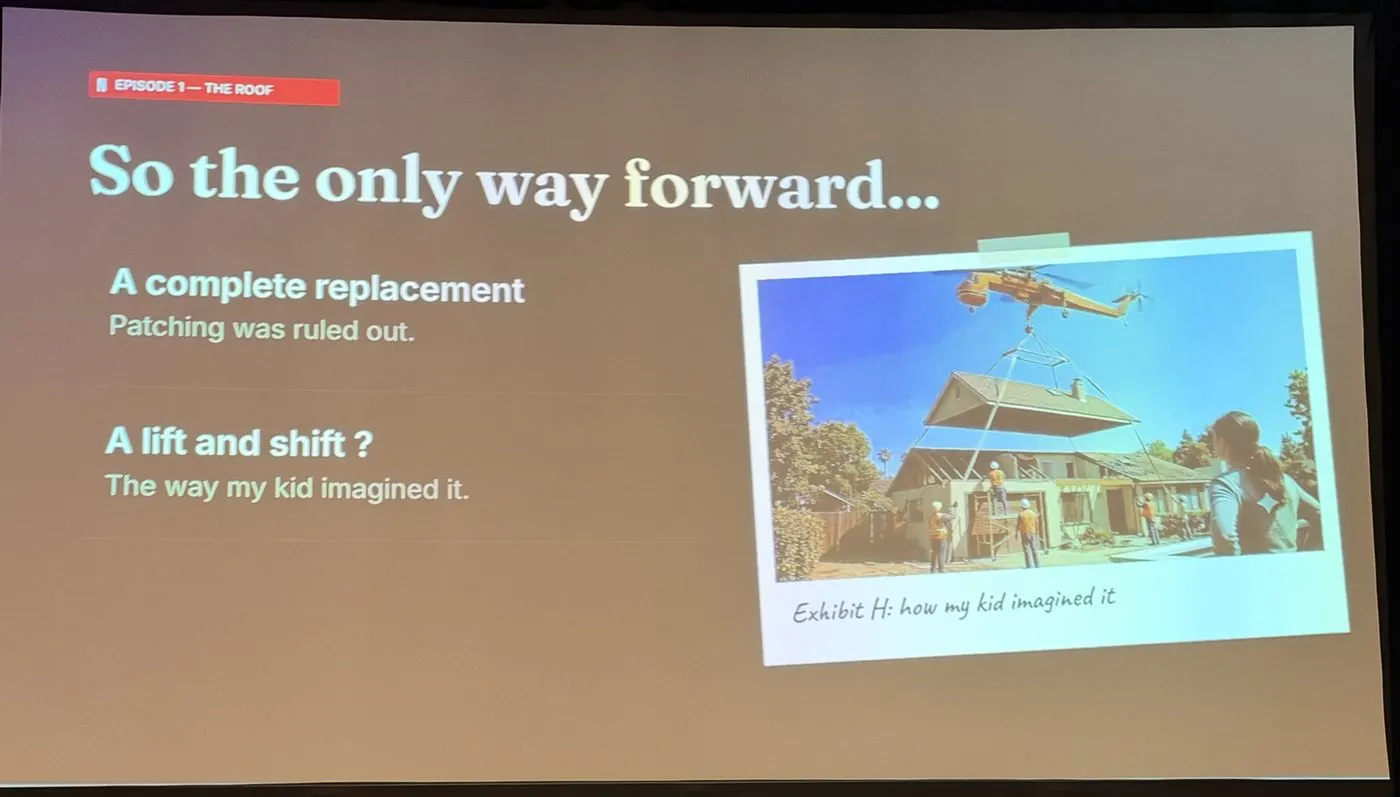 EPISODE 1 — THE ROOF
So the only way forward...
A complete replacement
Patching was ruled out.
A lift and shift ?
The way my kid imagined it.
Exhibit H: how my kid imagined it